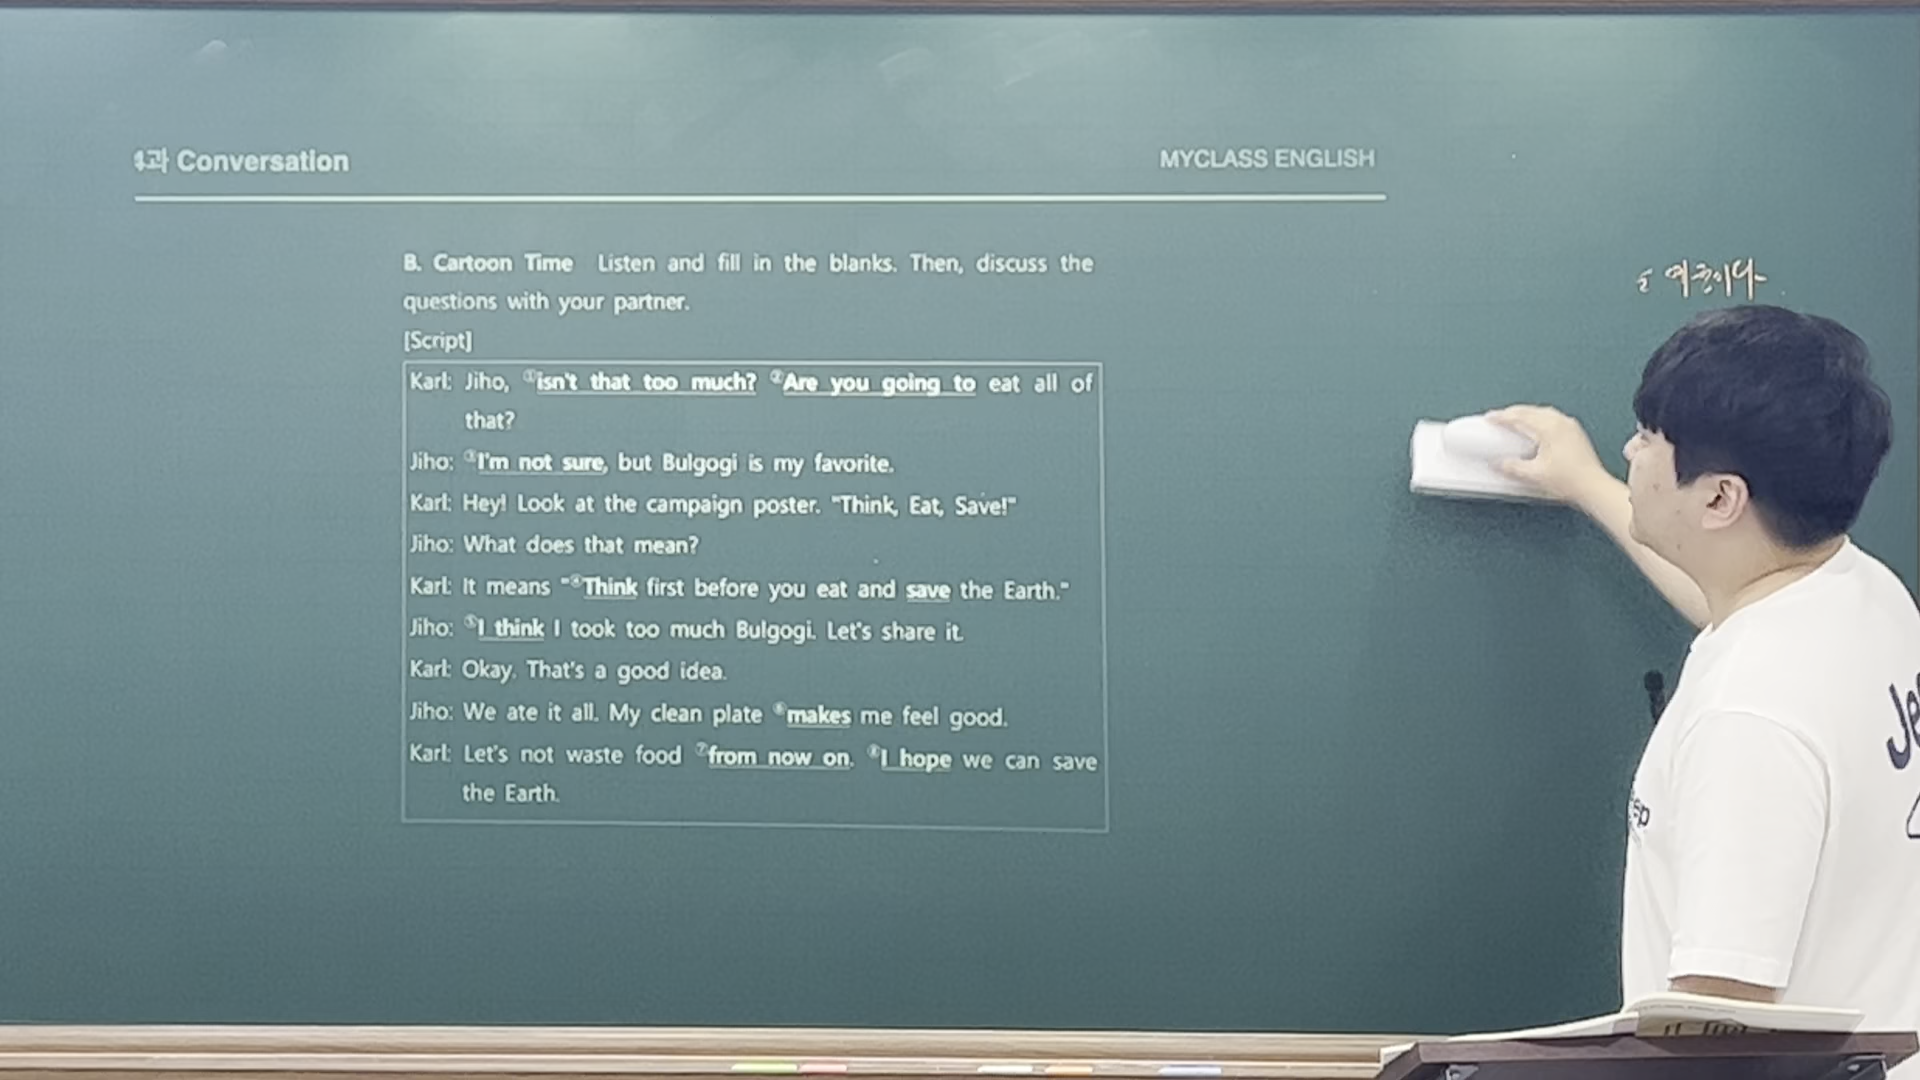 4과 Conversation
MYCLASS ENGLISH
B. Cartoon Time Listen and fill in the blanks. Then, discuss the
questions with your partner.
[Script]
Karl: Jiho, ①isn't that too much? ②Are you going to eat all of
that?
Jiho: ③I'm not sure, but Bulgogi is my favorite.
Karl: Hey! Look at the campaign poster. "Think, Eat, Save!"
Jiho: What does that mean?
Karl: It means "④Think first before you eat and save the Earth."
Jiho: ⑤I think I took too much Bulgogi. Let's share it.
Karl: Okay. That's a good idea.
Jiho: We ate it all. My clean plate ⑥makes me feel good.
Karl: Let's not waste food ⑦from now on. ⑧I hope we can save
the Earth.